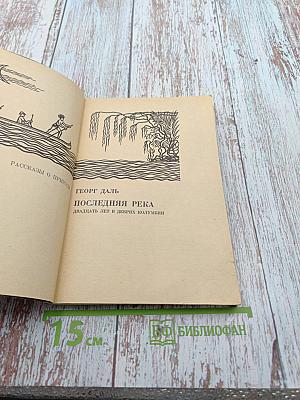 РАССКАЗЫ О ПРИРОДЕ
ГЕОРГ ДАЛЬ
ПОСЛЕДНЯЯ РЕКА
ДВАДЦАТЬ ЛЕТ В ДЕБРЯХ КОЛУМБИИ
15 см.
БИБЛИОФАН